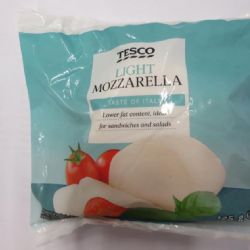 TESCO
LIGHT
MOZZARELLA
TASTE OF ITALY
Lower fat content, ideal
for sandwiches and salads